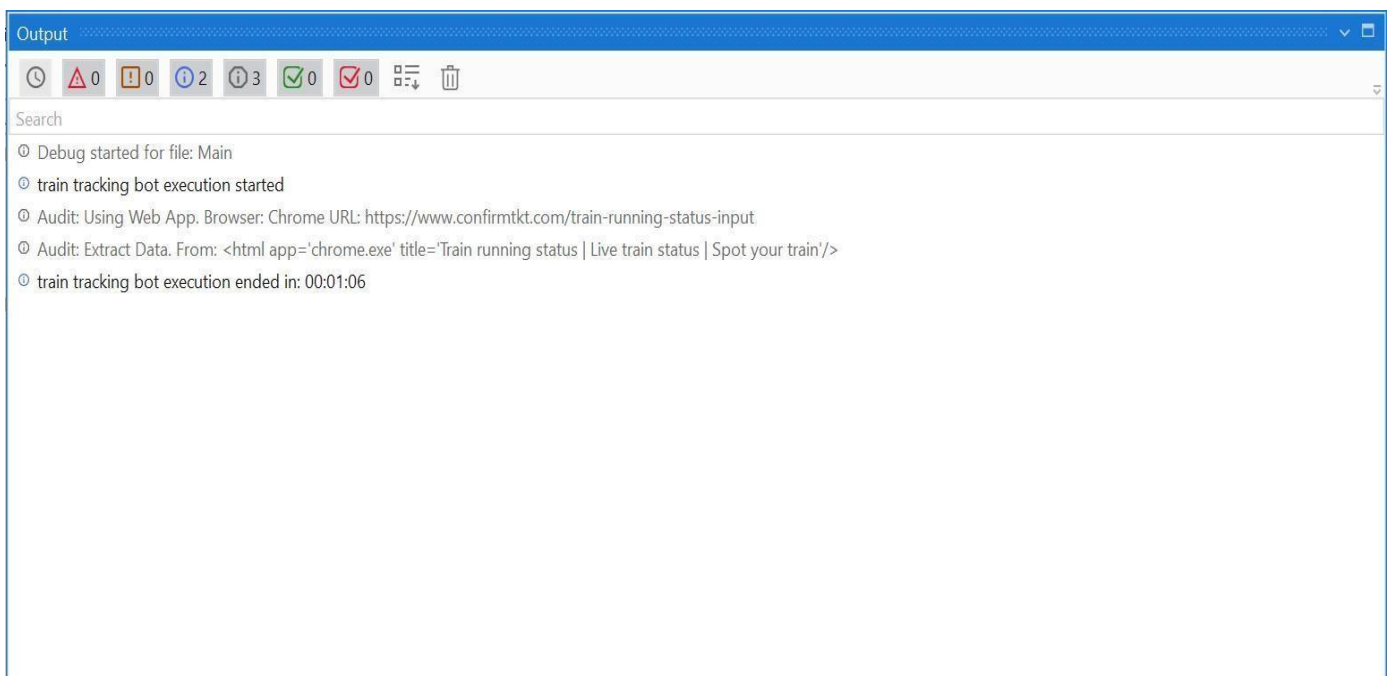 Output
0 0 2 3 0 0
Search
Debug started for file: Main
train tracking bot execution started
Audit: Using Web App. Browser: Chrome URL: https://www.confirmtkt.com/train-running-status-input
Audit: Extract Data. From: <html app='chrome.exe' title='Train running status | Live train status | Spot your train'/>
train tracking bot execution ended in: 00:01:06